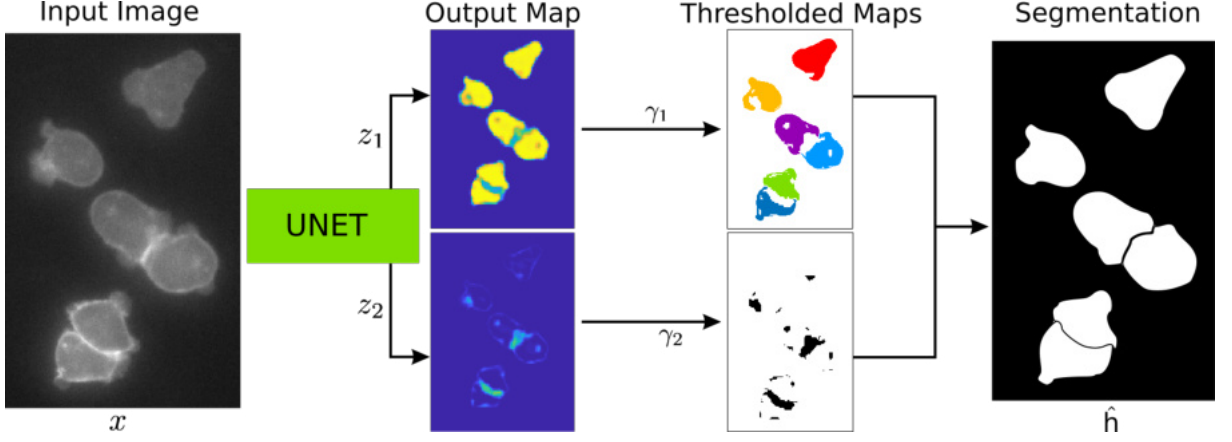 Input Image
Output Map
Thresholded Maps
Segmentation
z₁
γ₁
UNET
z₂
γ₂
x
ĥ